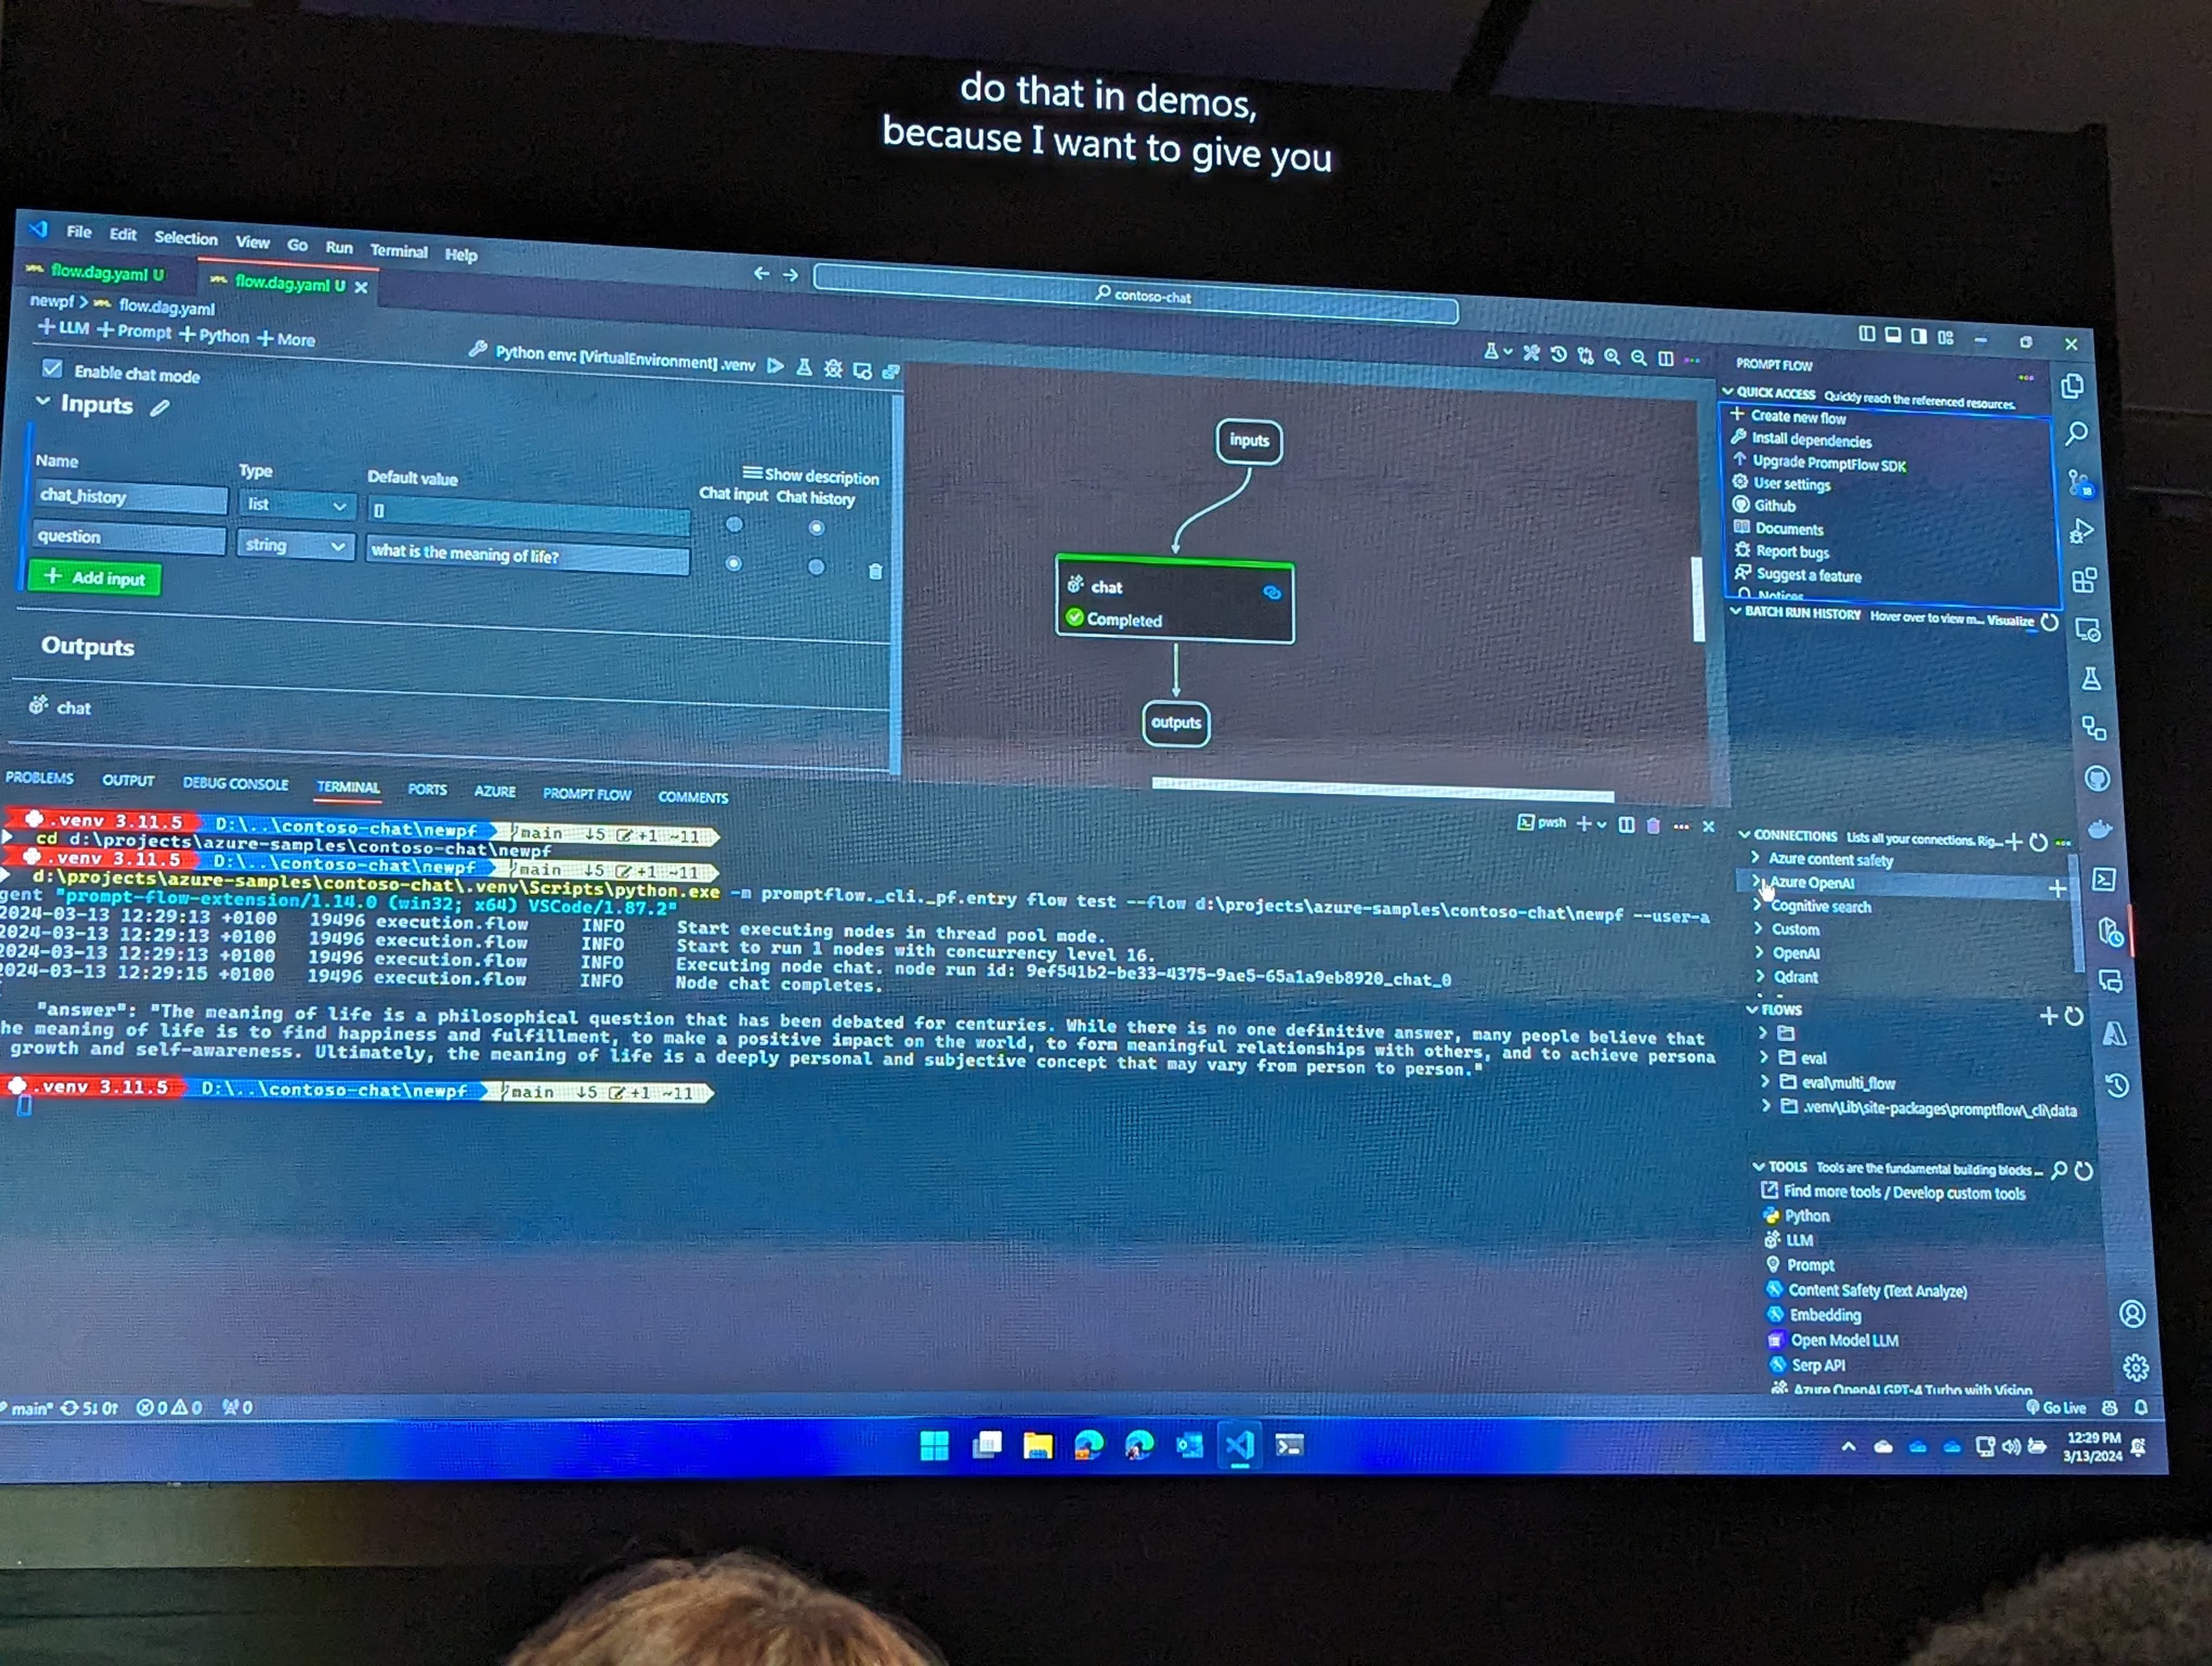 do that in demos,
because I want to give you
File Edit Selection View Go Run Terminal Help
contoso-chat
flow.dag.yaml U
flow.dag.yaml U
newpf > flow.dag.yaml
LLM Prompt Python More
Python env: [VirtualEnvironment] .venv
Enable chat mode
Inputs
Show description
Name Type Default value Chat input Chat history
chat_history list []
question string what is the meaning of life?
Add input
Outputs
chat
inputs
chat
Completed
outputs
PROBLEMS OUTPUT DEBUG CONSOLE TERMINAL PORTS AZURE PROMPT FLOW COMMENTS
pwsh
.venv 3.11.5 D:\..\contoso-chat\newpf main ↓5 +1 ~11
cd d:\projects\azure-samples\contoso-chat\newpf
.venv 3.11.5 D:\..\contoso-chat\newpf main ↓5 +1 ~11
d:\projects\azure-samples\contoso-chat\.venv\Scripts\python.exe -m promptflow._cli._pf.entry flow test --flow d:\projects\azure-samples\contoso-chat\newpf --user-a
gent "prompt-flow-extension/1.14.0 (win32; x64) VSCode/1.87.2"
2024-03-13 12:29:13 +0100 19496 execution.flow INFO Start executing nodes in thread pool mode.
2024-03-13 12:29:13 +0100 19496 execution.flow INFO Start to run 1 nodes with concurrency level 16.
2024-03-13 12:29:13 +0100 19496 execution.flow INFO Executing node chat. node run id: 9ef541b2-be33-4375-9ae5-65a1a9eb8920_chat_0
2024-03-13 12:29:15 +0100 19496 execution.flow INFO Node chat completes.
"answer": "The meaning of life is a philosophical question that has been debated for centuries. While there is no one definitive answer, many people believe that
he meaning of life is to find happiness and fulfillment, to make a positive impact on the world, to form meaningful relationships with others, and to achieve persona
growth and self-awareness. Ultimately, the meaning of life is a deeply personal and subjective concept that may vary from person to person."
.venv 3.11.5 D:\..\contoso-chat\newpf main ↓5 +1 ~11
PROMPT FLOW
QUICK ACCESS Quickly reach the referenced resources.
Create new flow
Install dependencies
Upgrade PromptFlow SDK
User settings
Github
Documents
Report bugs
Suggest a feature
Notices
BATCH RUN HISTORY Hover over to view m... Visualize
18
CONNECTIONS Lists all your connections. Rig...
Azure content safety
Azure OpenAI
Cognitive search
Custom
OpenAI
Qdrant
FLOWS
eval
eval\multi_flow
.venv\Lib\site-packages\promptflow\_cli\data
TOOLS Tools are the fundamental building blocks ...
Find more tools / Develop custom tools
Python
LLM
Prompt
Content Safety (Text Analyze)
Embedding
Open Model LLM
Serp API
Azure OpenAI GPT-4 Turbo with Vision
main* 5↓ 0↑ 0 0 0
Go Live
12:29 PM
3/13/2024